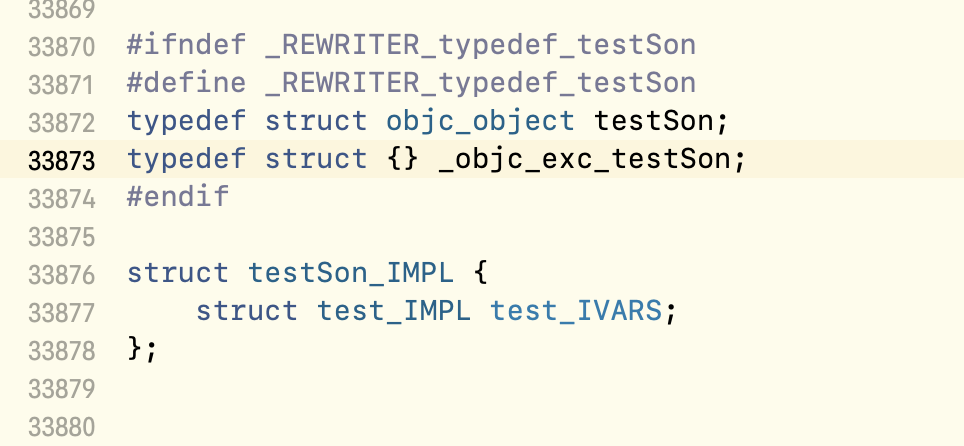 33869
33870 #ifndef _REWRITER_typedef_testSon
33871 #define _REWRITER_typedef_testSon
33872 typedef struct objc_object testSon;
33873 typedef struct {} _objc_exc_testSon;
33874 #endif
33875
33876 struct testSon_IMPL {
33877     struct test_IMPL test_IVARS;
33878 };
33879
33880